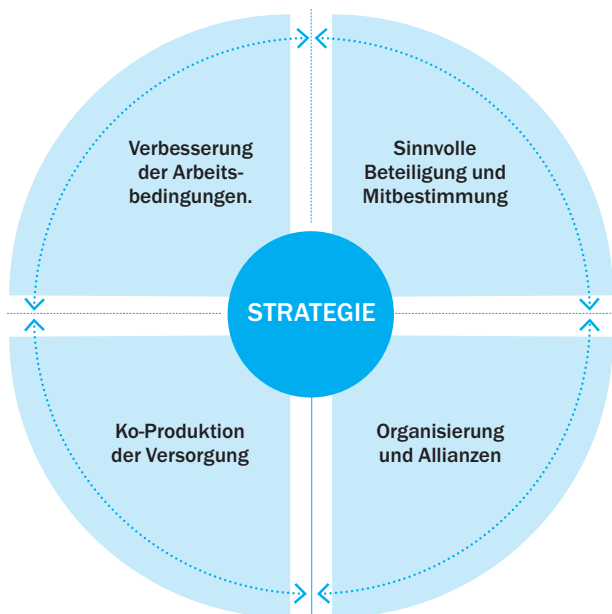 Verbesserung
der Arbeits-
bedingungen.
Sinnvolle
Beteiligung und
Mitbestimmung
STRATEGIE
Ko-Produktion
der Versorgung
Organisierung
und Allianzen